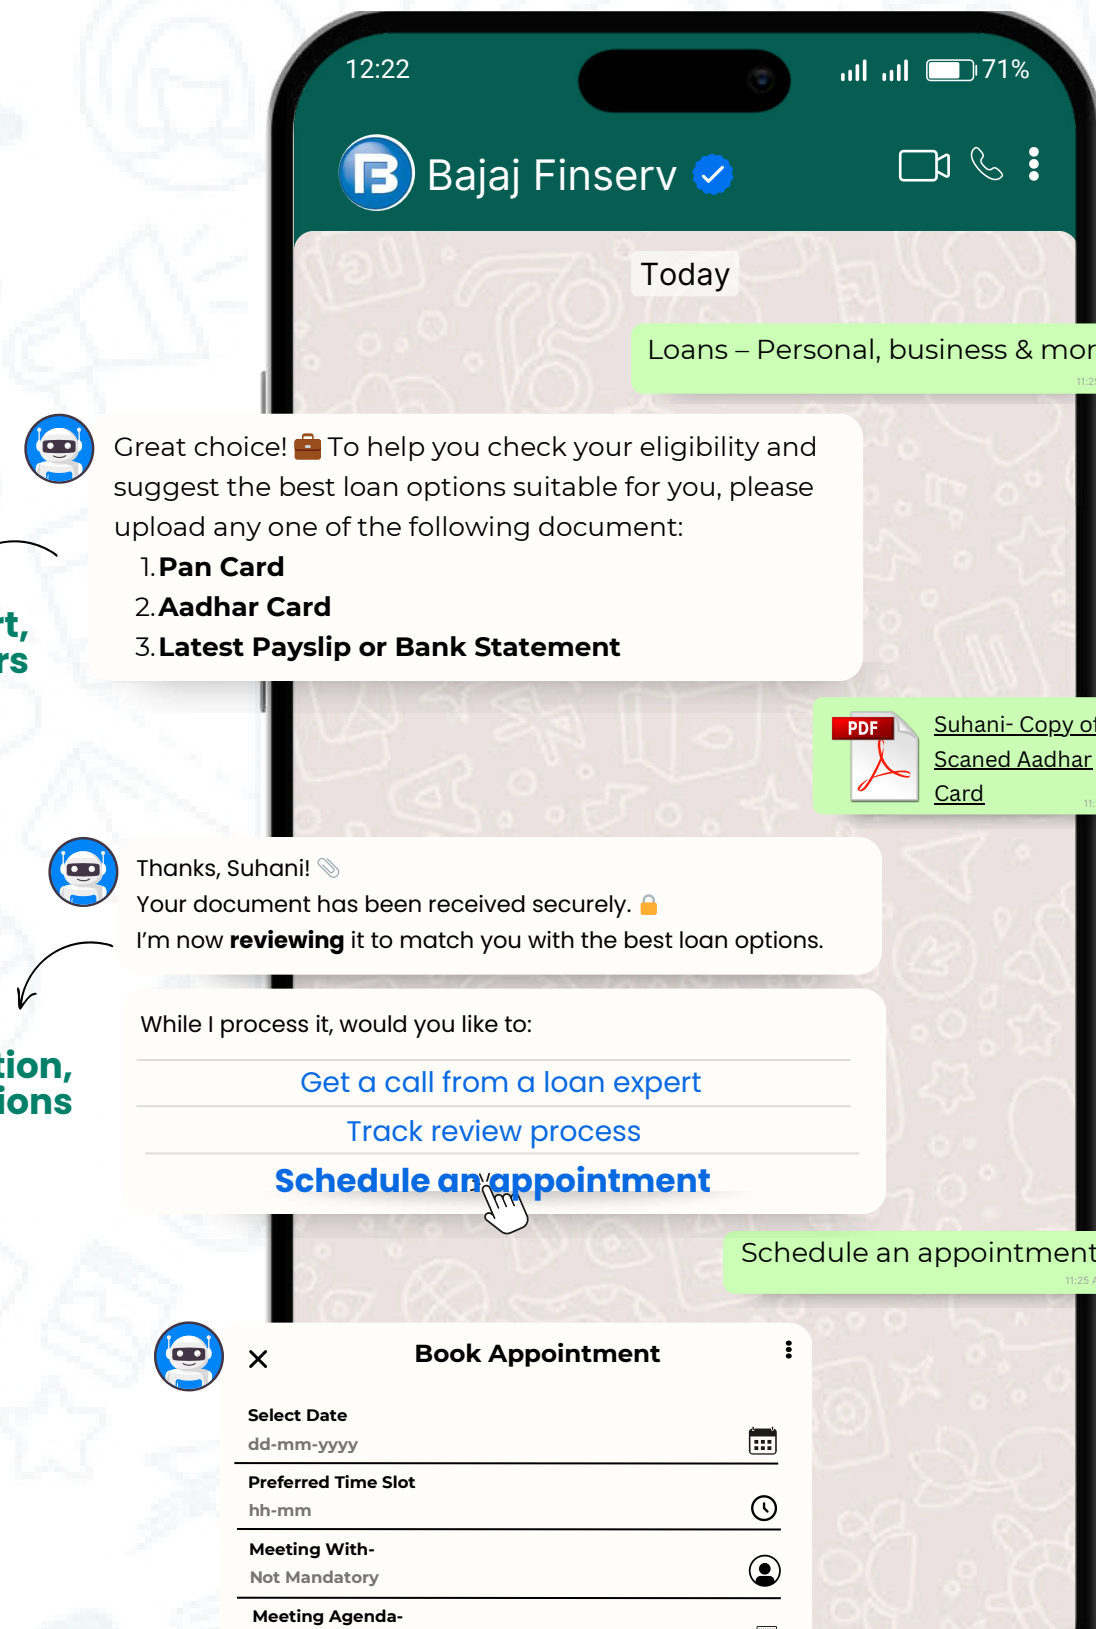 12:22
71%
Bajaj Finserv
Today
Loans – Personal, business & mor
11:25
Great choice! 💼 To help you check your eligibility and
suggest the best loan options suitable for you, please
upload any one of the following document:
1. Pan Card
2. Aadhar Card
3. Latest Payslip or Bank Statement
rt,
rs
PDF
Suhani- Copy of
Scaned Aadhar
Card
11:
Thanks, Suhani! 📎
Your document has been received securely. 🔒
I'm now reviewing it to match you with the best loan options.
While I process it, would you like to:
Get a call from a loan expert
tion,
ions
Track review process
Schedule an appointment
Schedule an appointment
11:25 A
Book Appointment
Select Date
dd-mm-yyyy
Preferred Time Slot
hh-mm
Meeting With-
Not Mandatory
Meeting Agenda-